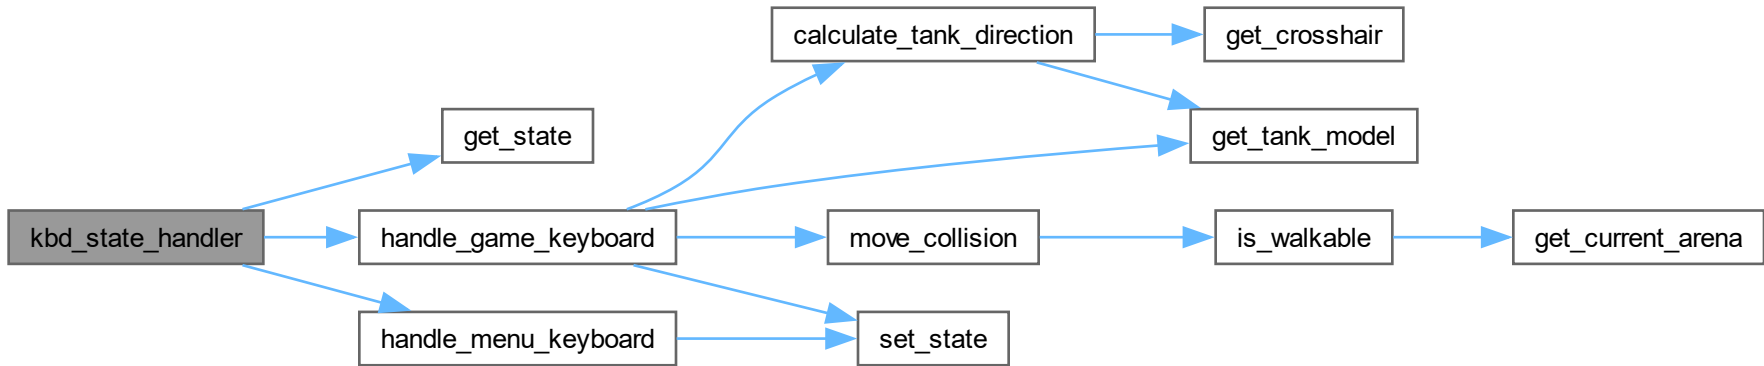 calculate_tank_direction
get_crosshair
get_state
get_tank_model
kbd_state_handler
handle_game_keyboard
move_collision
is_walkable
get_current_arena
handle_menu_keyboard
set_state